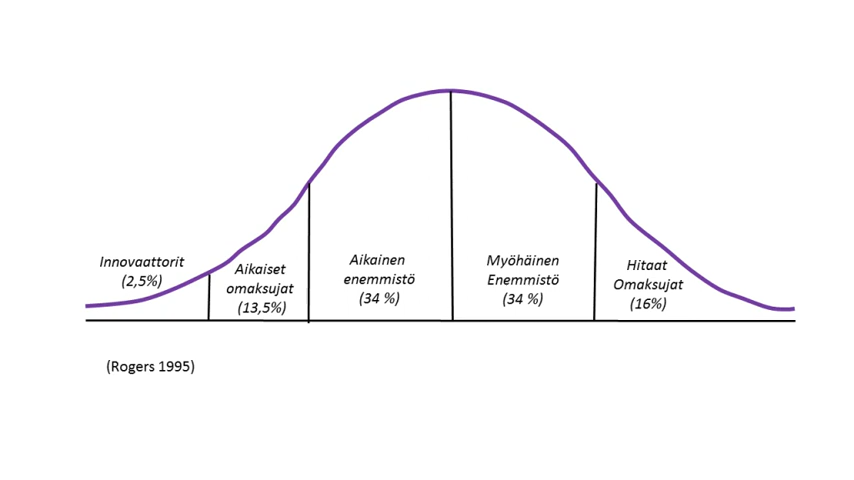 Innovaattorit
(2,5%)
Aikaiset
omaksujat
(13,5%)
Aikainen
enemmistö
(34 %)
Myöhäinen
Enemmistö
(34 %)
Hitaat
Omaksujat
(16%)
(Rogers 1995)